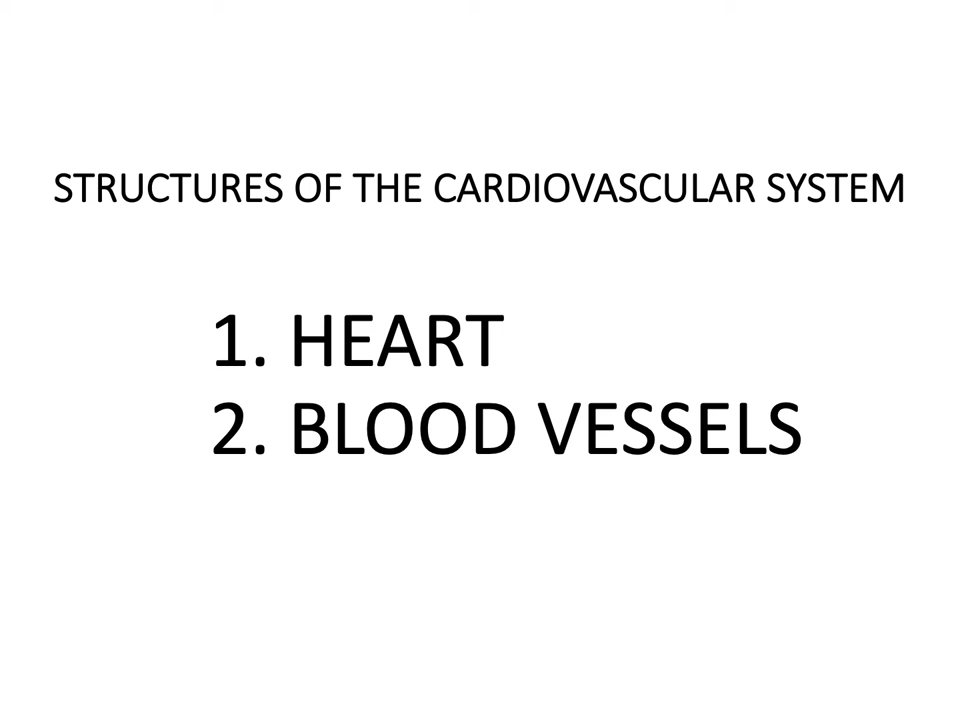 STRUCTURES OF THE CARDIOVASCULAR SYSTEM
1. HEART
2. BLOOD VESSELS